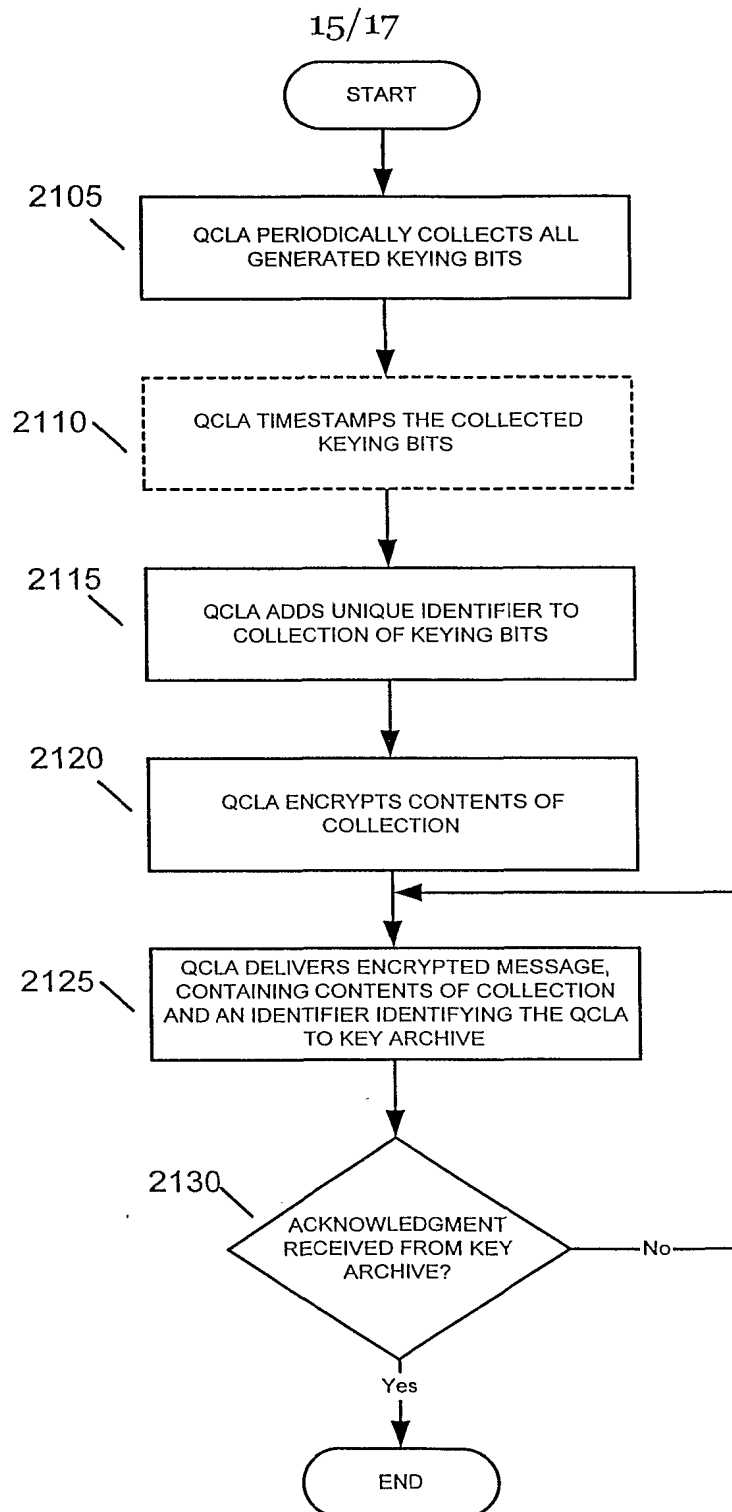 15/17
START
2105
QCLA PERIODICALLY COLLECTS ALL
GENERATED KEYING BITS
2110
QCLA TIMESTAMPS THE COLLECTED
KEYING BITS
2115
QCLA ADDS UNIQUE IDENTIFIER TO
COLLECTION OF KEYING BITS
2120
QCLA ENCRYPTS CONTENTS OF
COLLECTION
2125
QCLA DELIVERS ENCRYPTED MESSAGE,
CONTAINING CONTENTS OF COLLECTION
AND AN IDENTIFIER IDENTIFYING THE QCLA
TO KEY ARCHIVE
2130
ACKNOWLEDGMENT
RECEIVED FROM KEY
ARCHIVE?
No
Yes
END